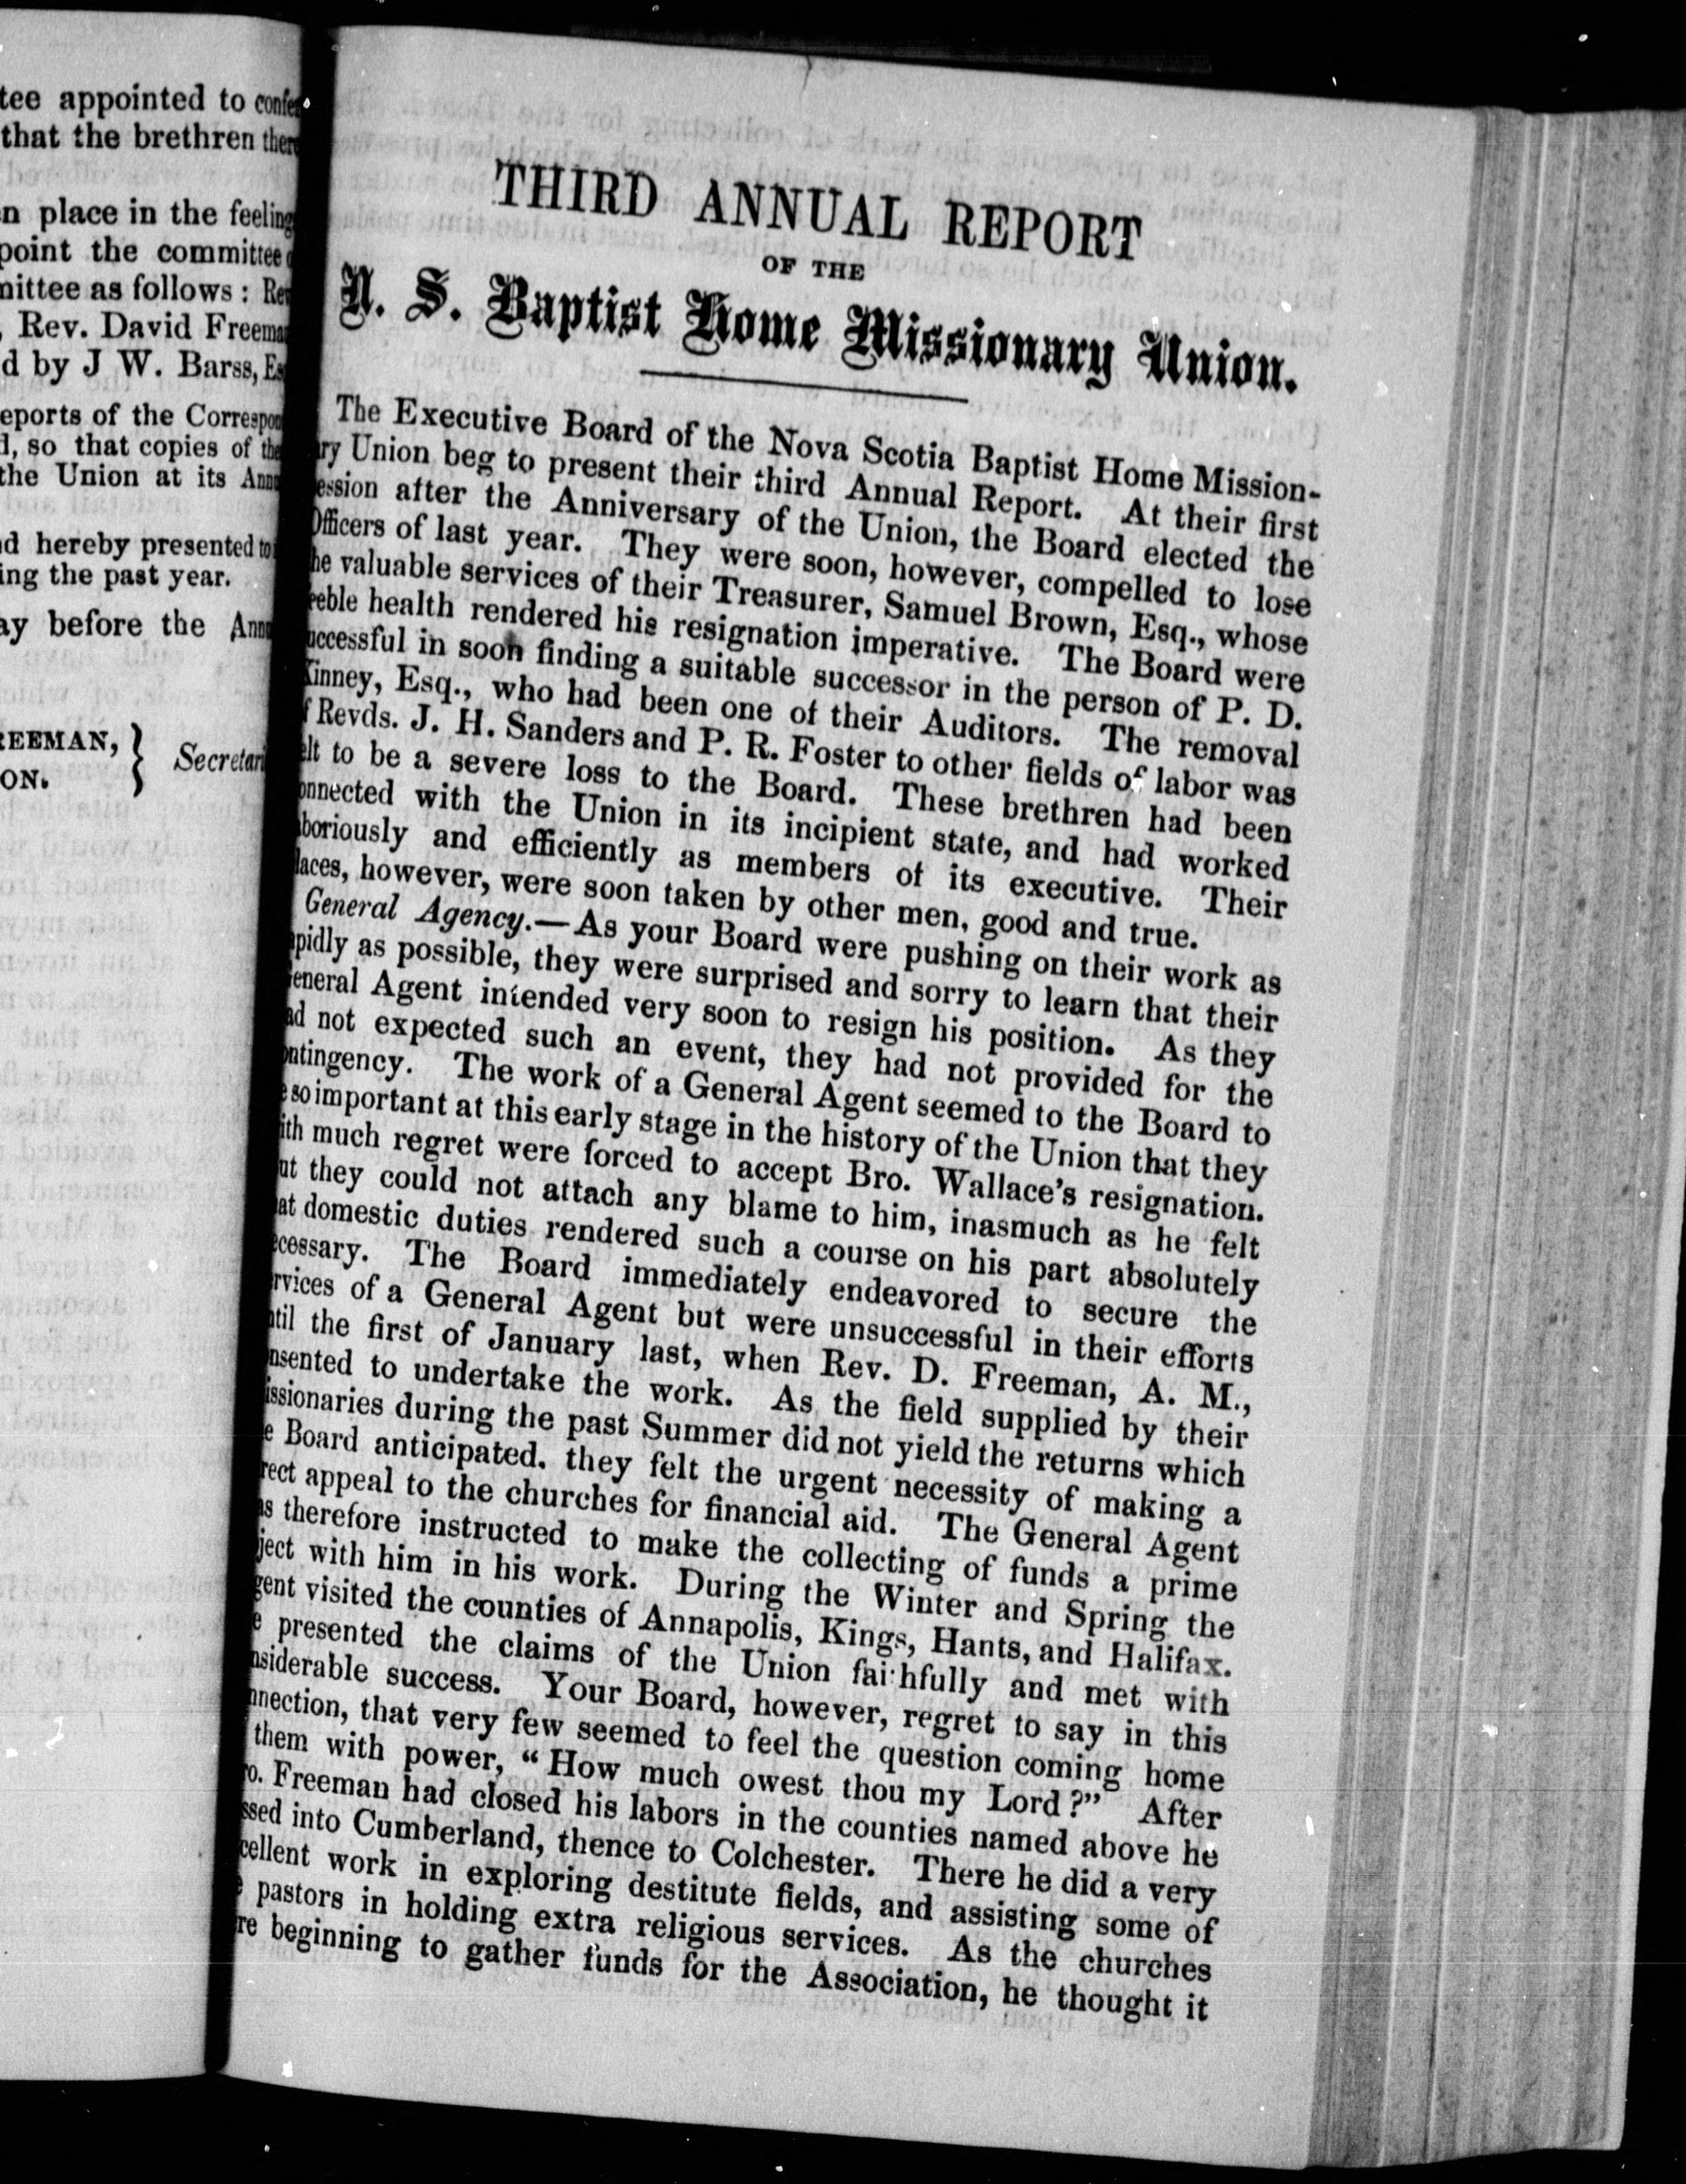 tee appointed to confe
that the brethren there
n place in the feeling
point the committee o
mittee as follows : Rev
, Rev. David Freeman
d by J W. Barss, Es
eports of the Correspon
d, so that copies of the
the Union at its Ann
d hereby presented to
ing the past year.
ay before the Ann
REEMAN, } Secretari
ON.
THIRD ANNUAL REPORT
OF THE
N. S. Baptist Home Missionary Union.
The Executive Board of the Nova Scotia Baptist Home Mission-
ry Union beg to present their third Annual Report. At their first
ession after the Anniversary of the Union, the Board elected the
Officers of last year. They were soon, however, compelled to lose
he valuable services of their Treasurer, Samuel Brown, Esq., whose
eeble health rendered his resignation imperative. The Board were
uccessful in soon finding a suitable successor in the person of P. D.
Kinney, Esq., who had been one of their Auditors. The removal
f Revds. J. H. Sanders and P. R. Foster to other fields of labor was
elt to be a severe loss to the Board. These brethren had been
onnected with the Union in its incipient state, and had worked
boriously and efficiently as members of its executive. Their
laces, however, were soon taken by other men, good and true.
General Agency.—As your Board were pushing on their work as
apidly as possible, they were surprised and sorry to learn that their
eneral Agent intended very soon to resign his position. As they
ad not expected such an event, they had not provided for the
ontingency. The work of a General Agent seemed to the Board to
e so important at this early stage in the history of the Union that they
ith much regret were forced to accept Bro. Wallace's resignation.
ut they could not attach any blame to him, inasmuch as he felt
at domestic duties rendered such a course on his part absolutely
ecessary. The Board immediately endeavored to secure the
rvices of a General Agent but were unsuccessful in their efforts
ntil the first of January last, when Rev. D. Freeman, A. M.,
nsented to undertake the work. As the field supplied by their
issionaries during the past Summer did not yield the returns which
e Board anticipated. they felt the urgent necessity of making a
rect appeal to the churches for financial aid. The General Agent
as therefore instructed to make the collecting of funds a prime
ject with him in his work. During the Winter and Spring the
gent visited the counties of Annapolis, Kings, Hants, and Halifax.
e presented the claims of the Union faithfully and met with
nsiderable success. Your Board, however, regret to say in this
nnection, that very few seemed to feel the question coming home
them with power, "How much owest thou my Lord?" After
ro. Freeman had closed his labors in the counties named above he
ssed into Cumberland, thence to Colchester. There he did a very
cellent work in exploring destitute fields, and assisting some of
e pastors in holding extra religious services. As the churches
re beginning to gather funds for the Association, he thought it